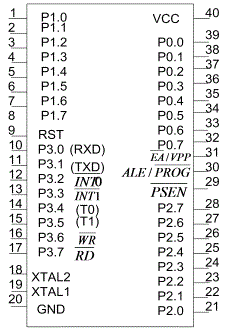 1 P1.0 VCC 40
2 P1.1
3 P1.2 P0.0 39
4 P1.3 P0.1 38
5 P1.4 P0.2 37
6 P1.5 P0.3 36
7 P1.6 P0.4 35
8 P1.7 P0.5 34
9 RST P0.6 33
10 P3.0 (RXD) P0.7 32
11 P3.1 (TXD) EA/VPP 31
12 P3.2 INT0 ALE/PROG 30
13 P3.3 INT1 PSEN 29
14 P3.4 (T0) P2.7 28
15 P3.5 (T1) P2.6 27
16 P3.6 WR P2.5 26
17 P3.7 RD P2.4 25
18 XTAL2 P2.3 24
19 XTAL1 P2.2 23
20 GND P2.1 22
P2.0 21